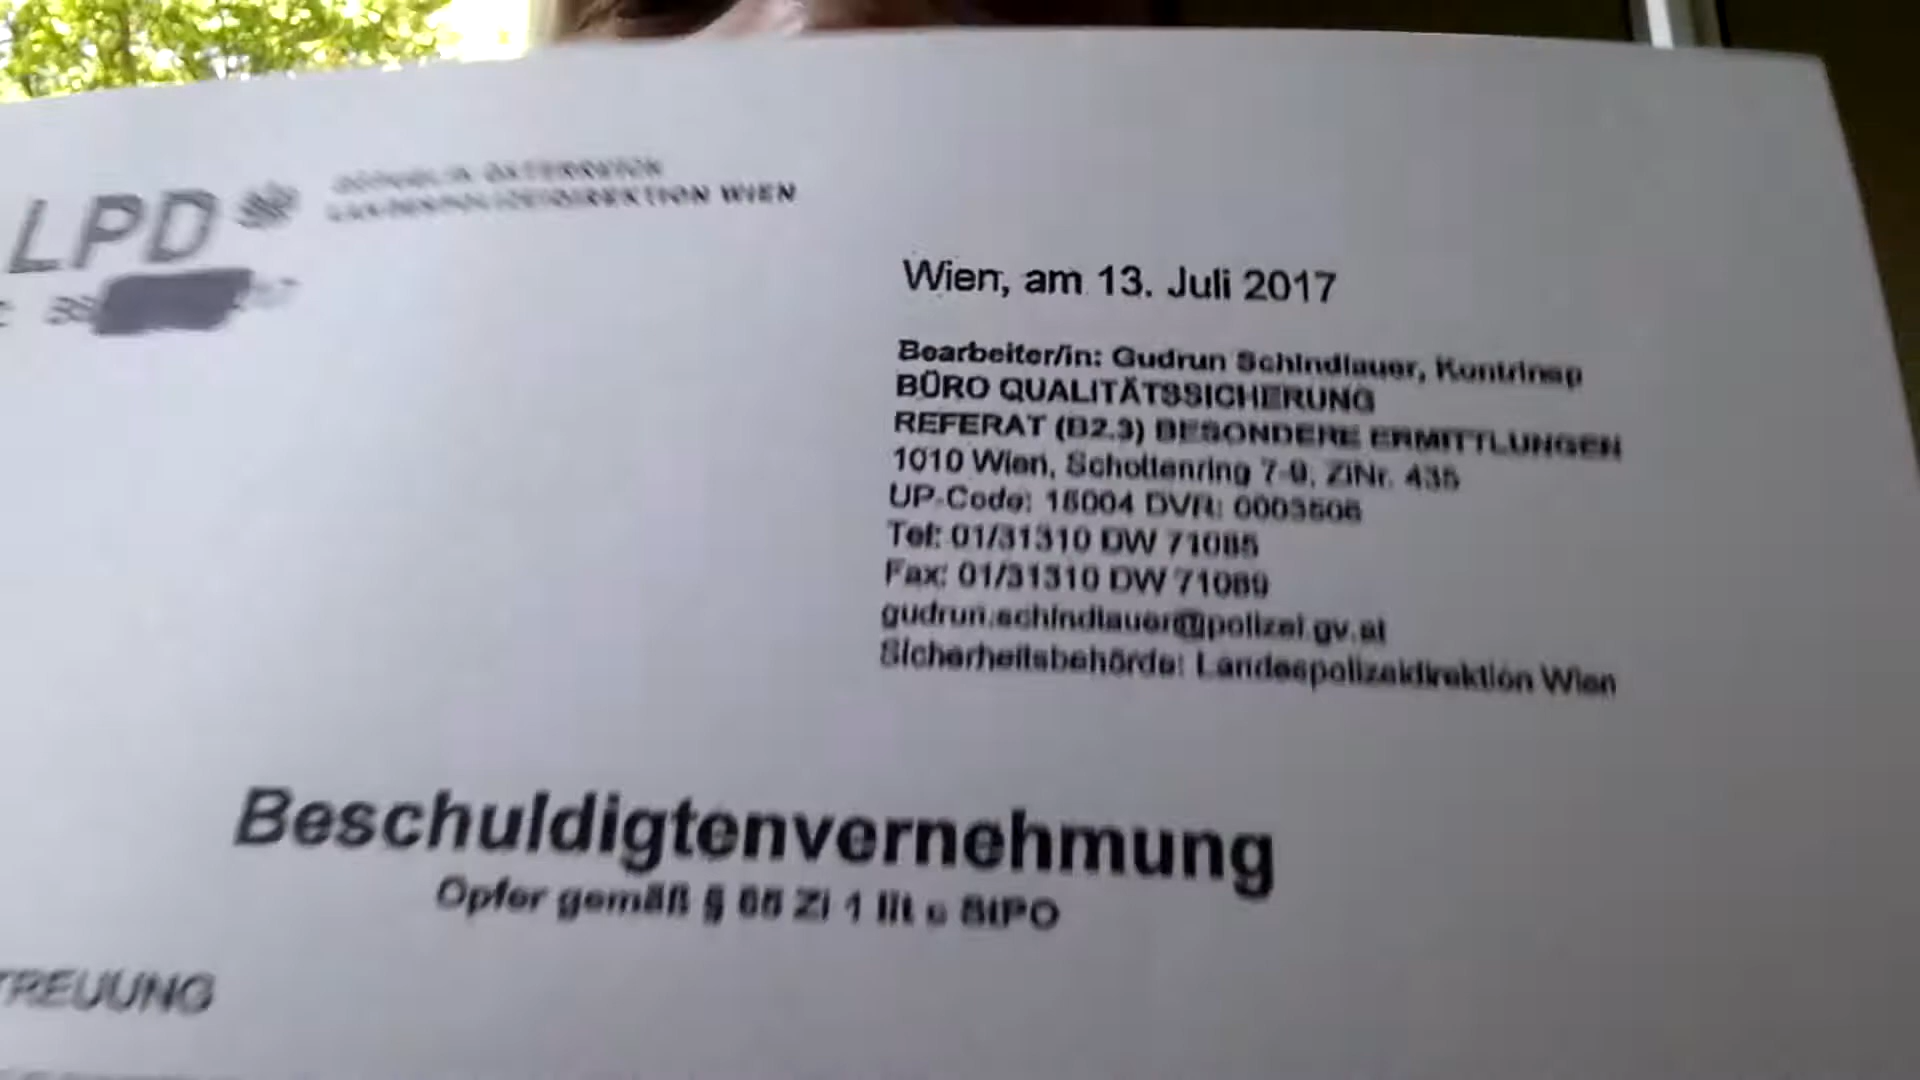 LPD
REPUBLIK ÖSTERREICH
LANDESPOLIZEIDIREKTION WIEN
Wien, am 13. Juli 2017
Bearbeiter/in: Gudrun Schindlauer, KontrInsp
BÜRO QUALITÄTSSICHERUNG
REFERAT (B2.3) BESONDERE ERMITTLUNGEN
1010 Wien, Schottenring 7-9, ZiNr. 435
UP-Code: 15004 DVR: 0003506
Tel: 01/31310 DW 71085
Fax: 01/31310 DW 71089
gudrun.schindlauer@polizei.gv.at
Sicherheitsbehörde: Landespolizeidirektion Wien
Beschuldigtenvernehmung
Opfer gemäß § 65 Zi 1 lit c StPO
TREUUNG